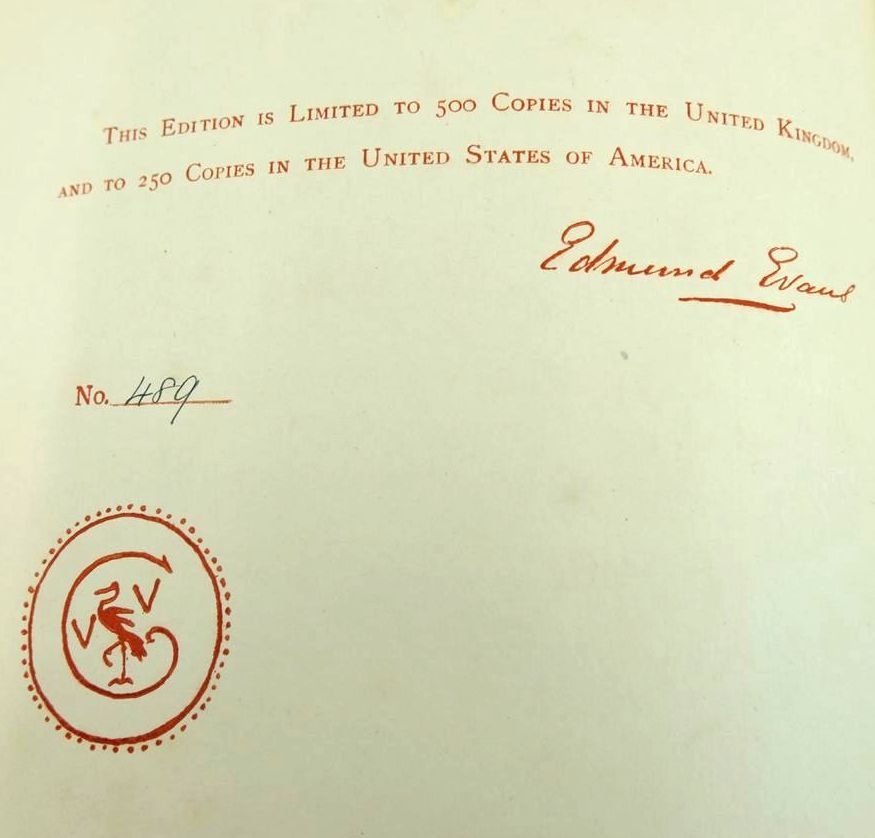 This Edition is Limited to 500 Copies in the United Kingdom,
and to 250 Copies in the United States of America.
Edmund Evans
No. 489
V V